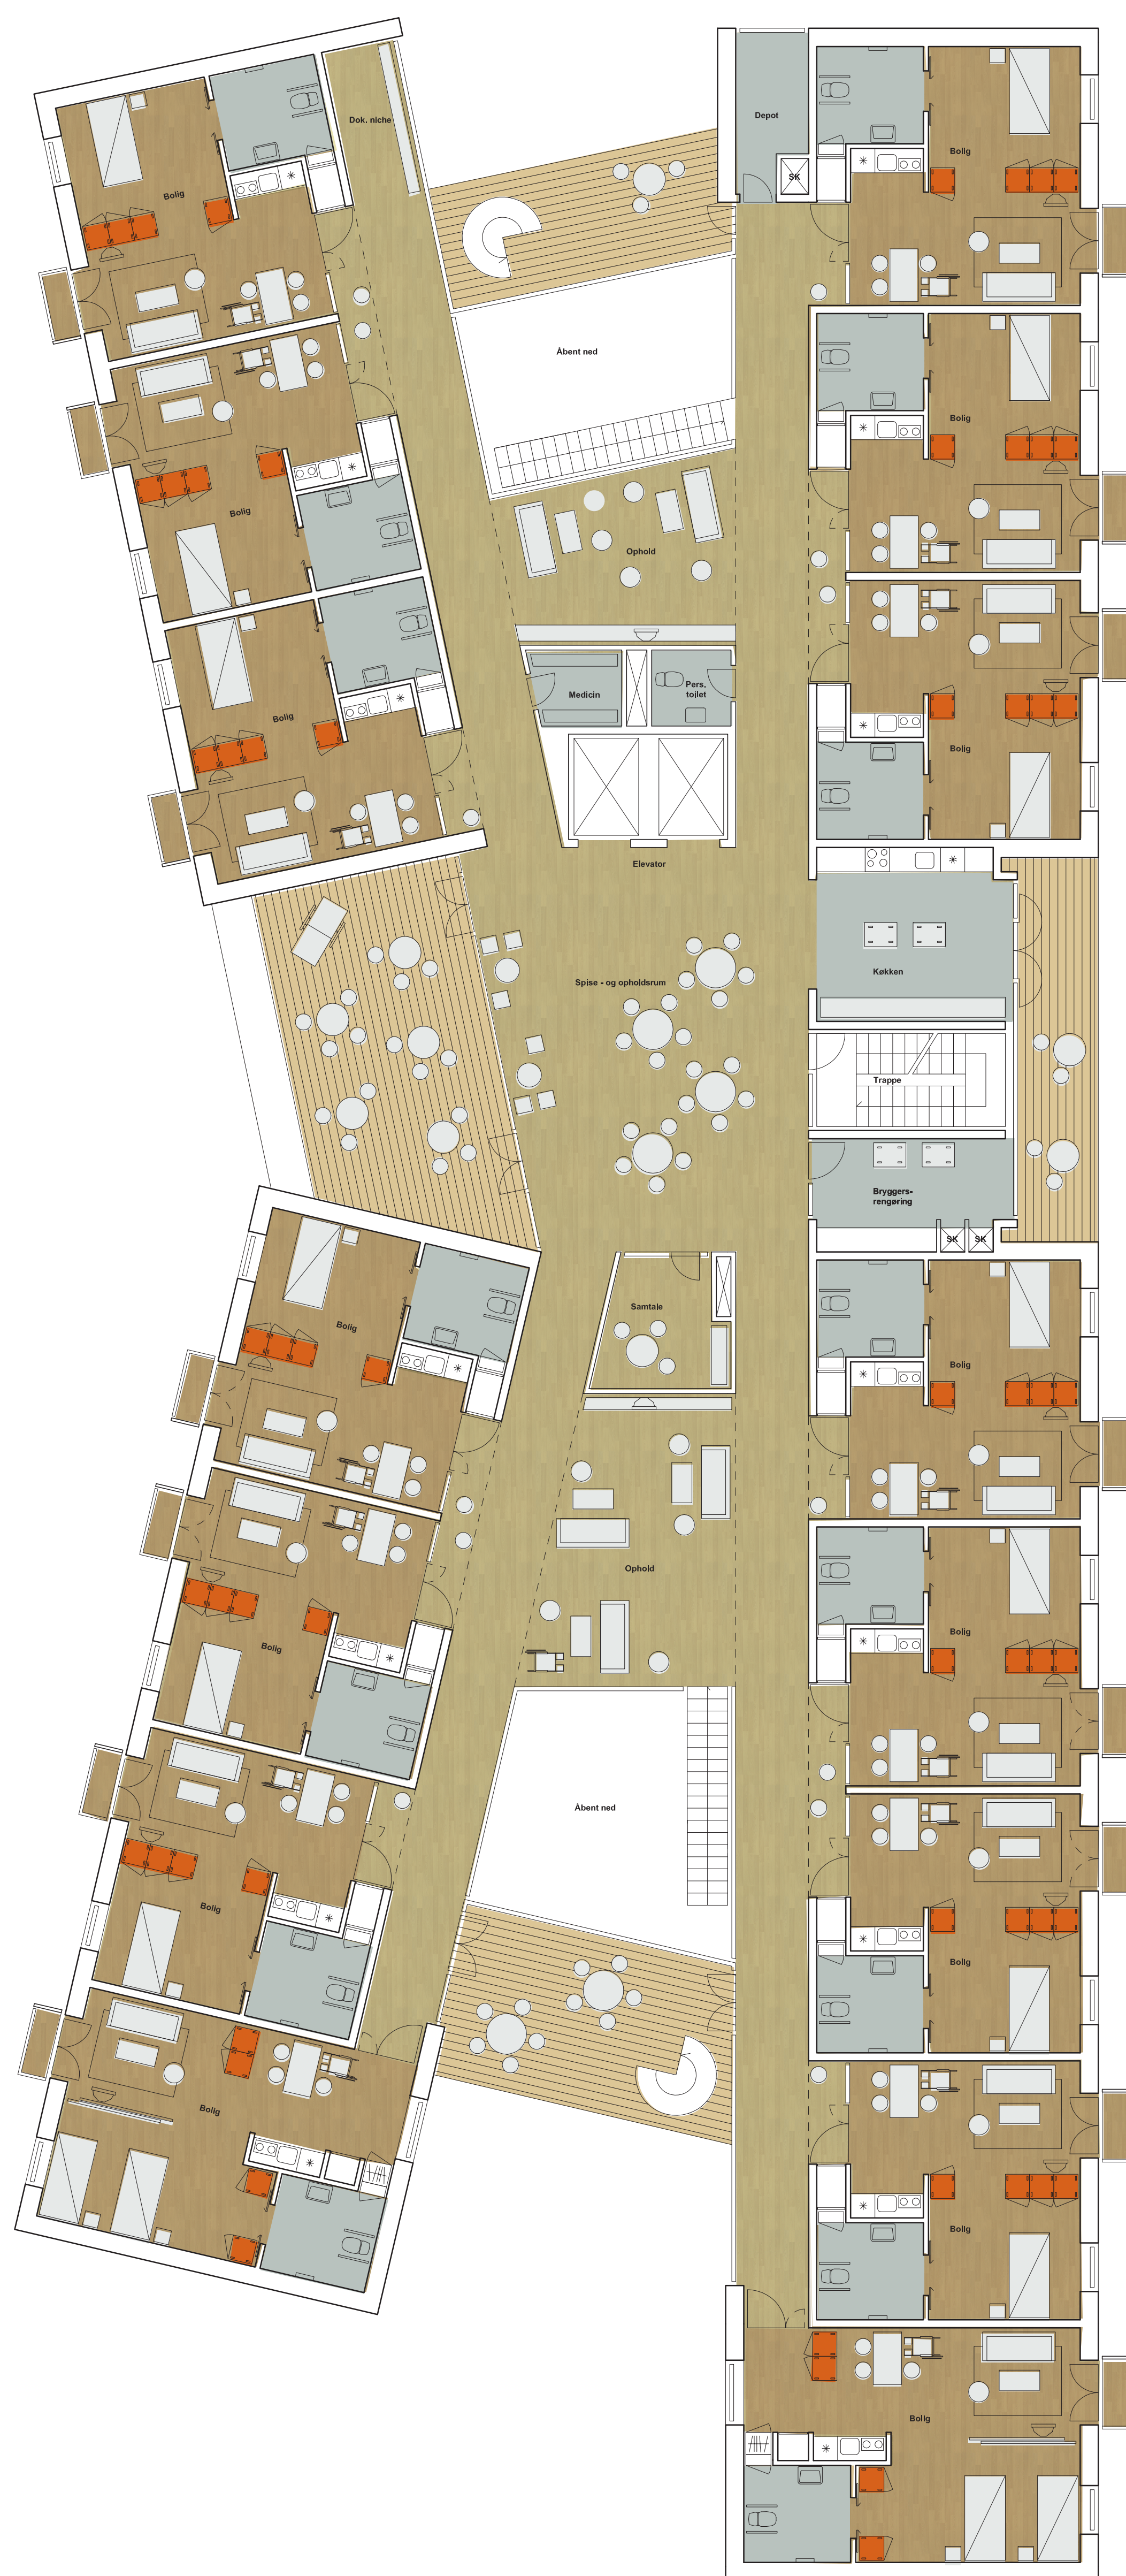 Dok. niche
Depot
SK
Bolig
Bolig
Åbent ned
Bolig
Bolig
Ophold
Medicin
Pers.
toilet
Bolig
Bolig
Elevator
Køkken
Spise - og opholdsrum
Trappe
Bryggers-
rengøring
SK
SK
Samtale
Bolig
Bolig
Ophold
Bolig
Bolig
Åbent ned
Bolig
Bolig
Bolig
Bolig
Bolig